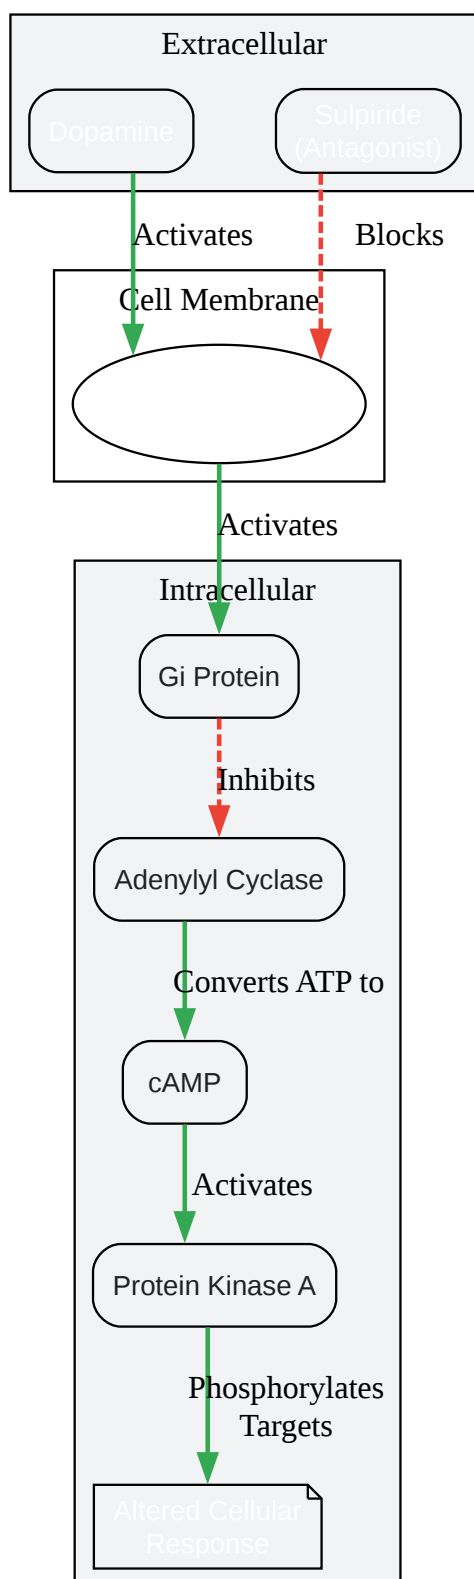 Extracellular
Dopamine
Sulpiride
(Antagonist)
Activates
Blocks
Cell Membrane
Activates
Intracellular
Gi Protein
Inhibits
Adenylyl Cyclase
Converts ATP to
cAMP
Activates
Protein Kinase A
Phosphorylates
Targets
Altered Cellular
Response